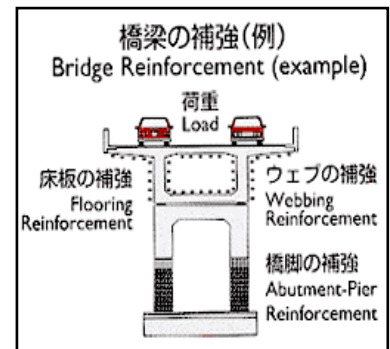 橋梁の補強(例)
Bridge Reinforcement (example)
荷重
Load
床板の補強
Flooring
Reinforcement
ウェブの補強
Webbing
Reinforcement
橋脚の補強
Abutment-Pier
Reinforcement